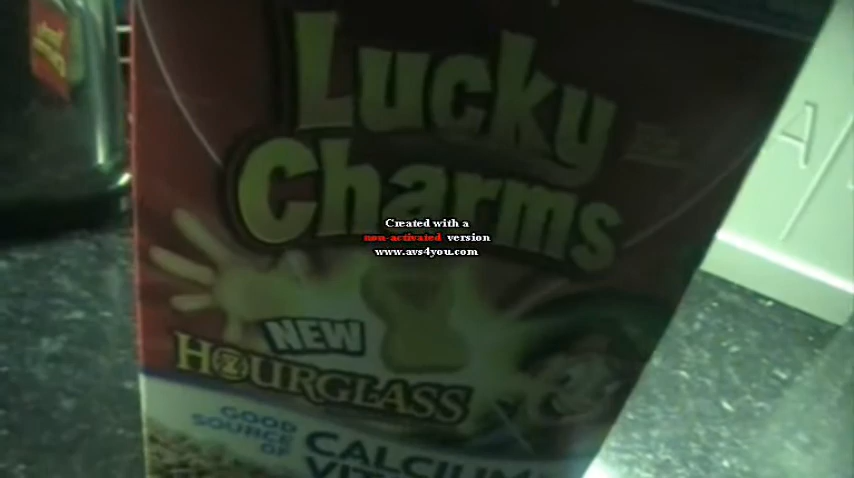 Lucky
Charms
Created with a
non-activated version
www.avs4you.com
NEW
HOURGLASS
GOOD
SOURCE
OF
CALCIUM